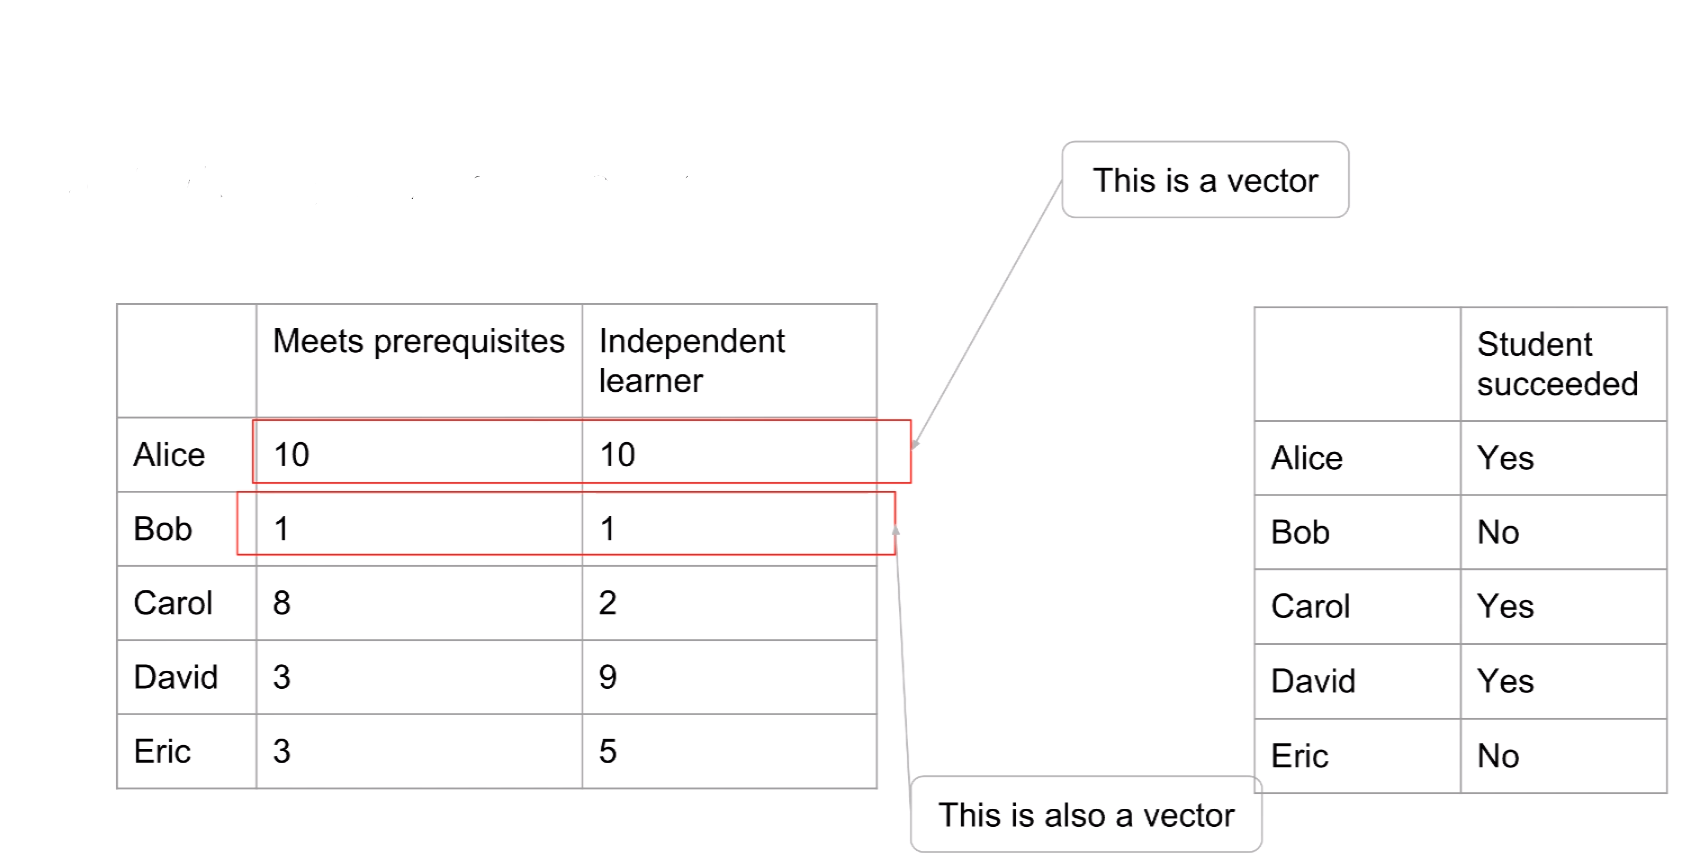 This is a vector
Meets prerequisites
Independent
learner
Alice 10 10
Bob 1 1
Carol 8 2
David 3 9
Eric 3 5
Student
succeeded
Alice Yes
Bob No
Carol Yes
David Yes
Eric No
This is also a vector